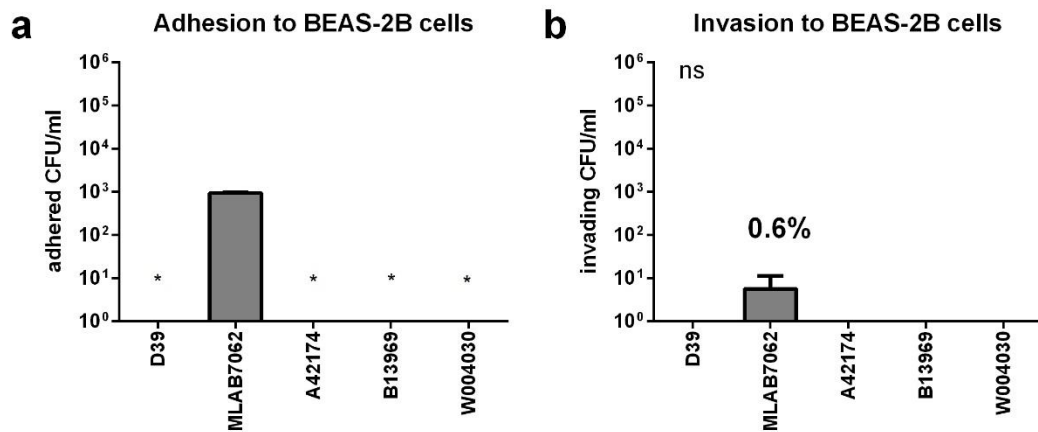 a
Adhesion to BEAS-2B cells
adhered CFU/ml
10⁶
10⁵
10⁴
10³
10²
10¹
10⁰
*
*
*
*
D39
MLAB7062
A42174
B13969
W004030
b
Invasion to BEAS-2B cells
invading CFU/ml
10⁶
10⁵
10⁴
10³
10²
10¹
10⁰
ns
0.6%
D39
MLAB7062
A42174
B13969
W004030